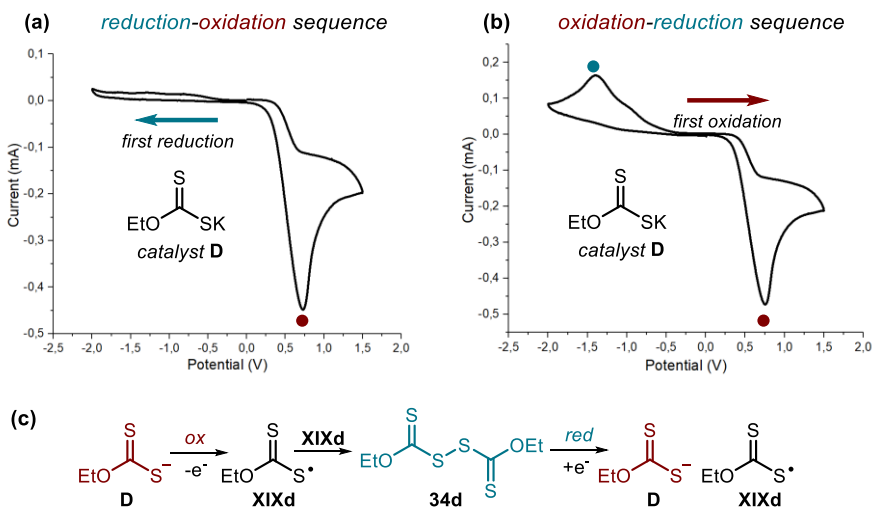 (a) reduction-oxidation sequence
0,1
0,0
-0,1
-0,2
-0,3
-0,4
-0,5
Current (mA)
first reduction
S
EtO
SK
catalyst D
-2,5 -2,0 -1,5 -1,0 -0,5 0,0 0,5 1,0 1,5 2,0
Potential (V)
(b) oxidation-reduction sequence
0,2
0,1
0,0
-0,1
-0,2
-0,3
-0,4
-0,5
Current (mA)
first oxidation
S
EtO
SK
catalyst D
-2,5 -2,0 -1,5 -1,0 -0,5 0,0 0,5 1,0 1,5 2,0
Potential (V)
(c)
S
EtO
S-
D
ox
-e-
S
EtO
S•
XIXd
XIXd
S
EtO
S
S
OEt
S
34d
red
+e-
S
EtO
S-
D
S
EtO
S•
XIXd